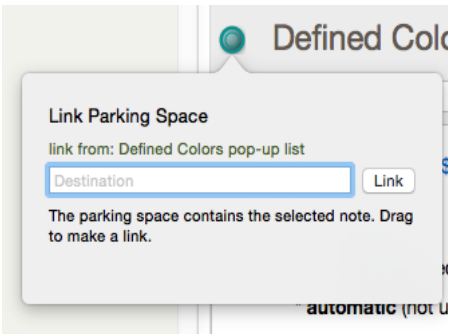 Defined Colo
Link Parking Space
link from: Defined Colors pop-up list
Destination
Link
The parking space contains the selected note. Drag
to make a link.
* automatic (not u